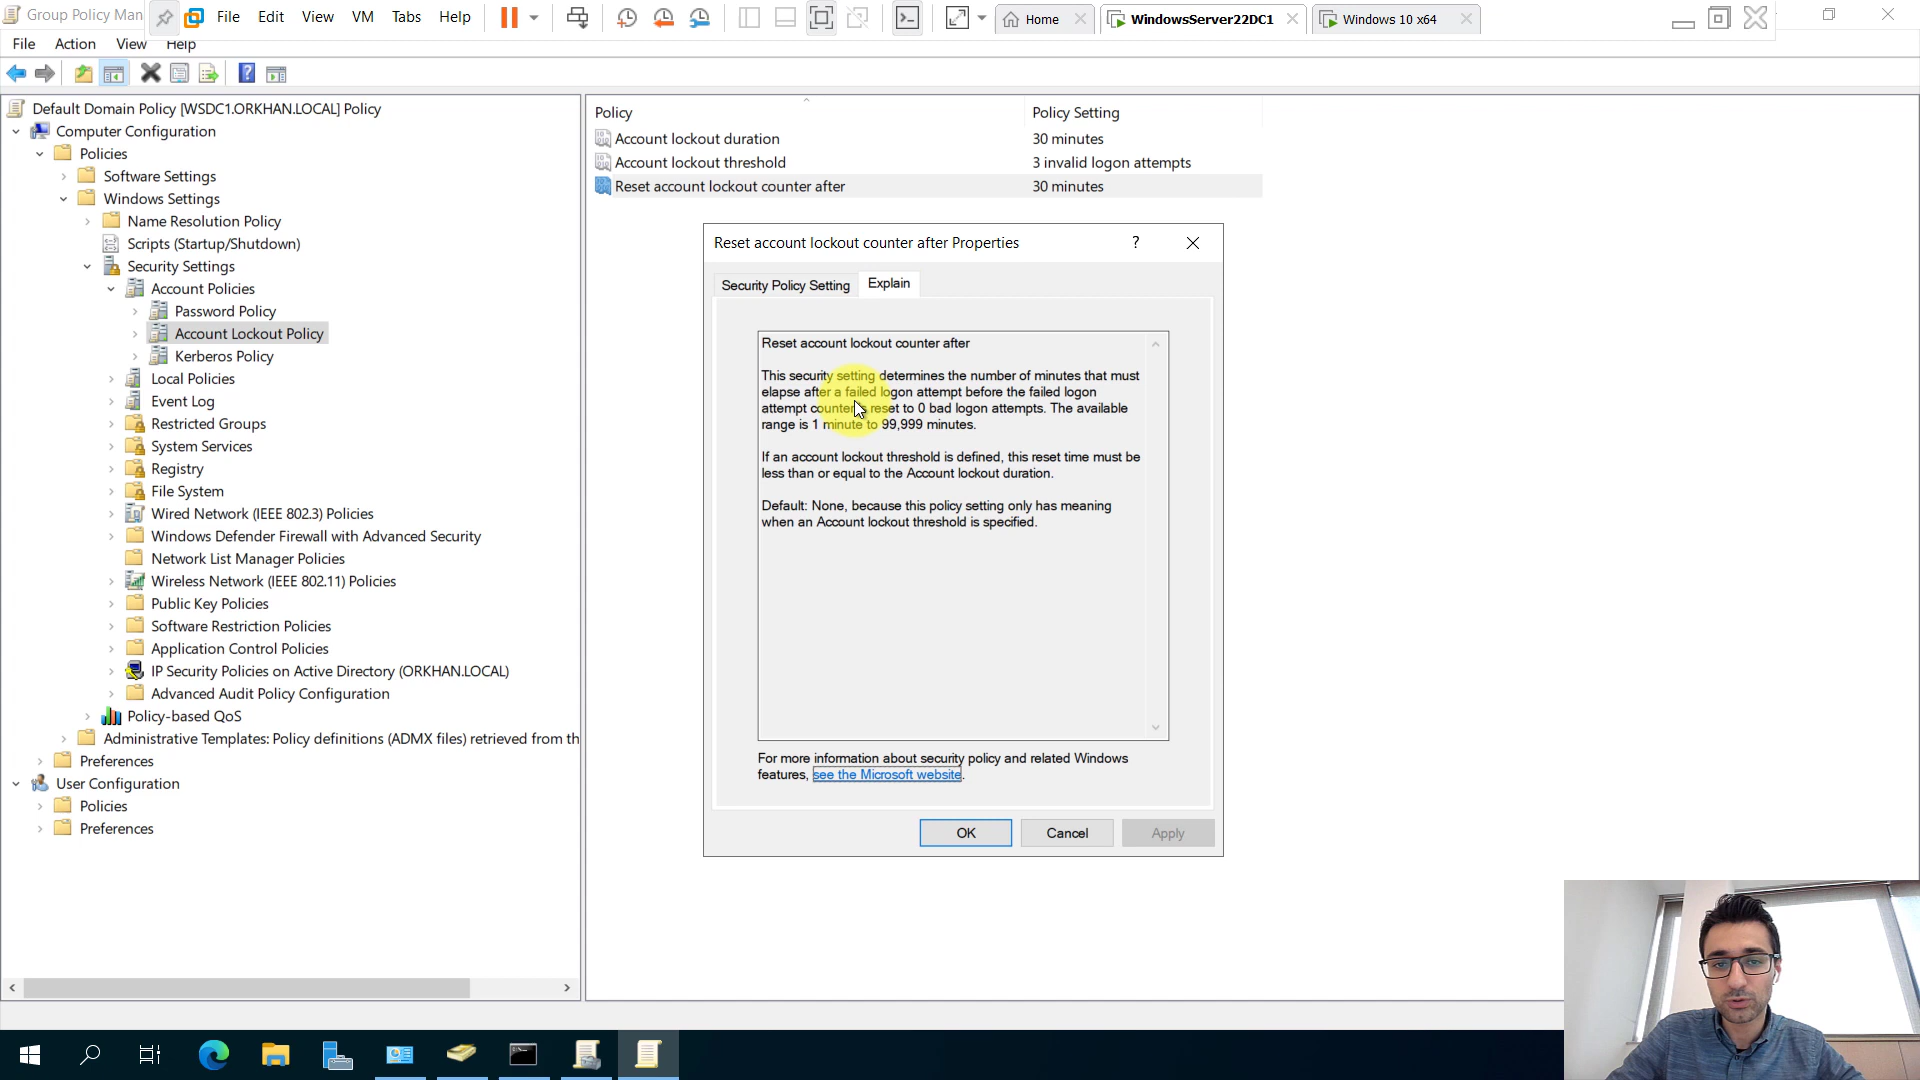 Group Policy Man
File Edit View VM Tabs Help
Home
WindowsServer22DC1
Windows 10 x64
File Action View Help
Default Domain Policy [WSDC1.ORKHAN.LOCAL] Policy
Computer Configuration
Policies
Software Settings
Windows Settings
Name Resolution Policy
Scripts (Startup/Shutdown)
Security Settings
Account Policies
Password Policy
Account Lockout Policy
Kerberos Policy
Local Policies
Event Log
Restricted Groups
System Services
Registry
File System
Wired Network (IEEE 802.3) Policies
Windows Defender Firewall with Advanced Security
Network List Manager Policies
Wireless Network (IEEE 802.11) Policies
Public Key Policies
Software Restriction Policies
Application Control Policies
IP Security Policies on Active Directory (ORKHAN.LOCAL)
Advanced Audit Policy Configuration
Policy-based QoS
Administrative Templates: Policy definitions (ADMX files) retrieved from th
Preferences
User Configuration
Policies
Preferences
Policy Policy Setting
Account lockout duration 30 minutes
Account lockout threshold 3 invalid logon attempts
Reset account lockout counter after 30 minutes
Reset account lockout counter after Properties
?
Security Policy Setting Explain
Reset account lockout counter after
This security setting determines the number of minutes that must
elapse after a failed logon attempt before the failed logon
attempt counter reset to 0 bad logon attempts. The available
range is 1 minute to 99,999 minutes.
If an account lockout threshold is defined, this reset time must be
less than or equal to the Account lockout duration.
Default: None, because this policy setting only has meaning
when an Account lockout threshold is specified.
For more information about security policy and related Windows
features, see the Microsoft website.
OK Cancel Apply